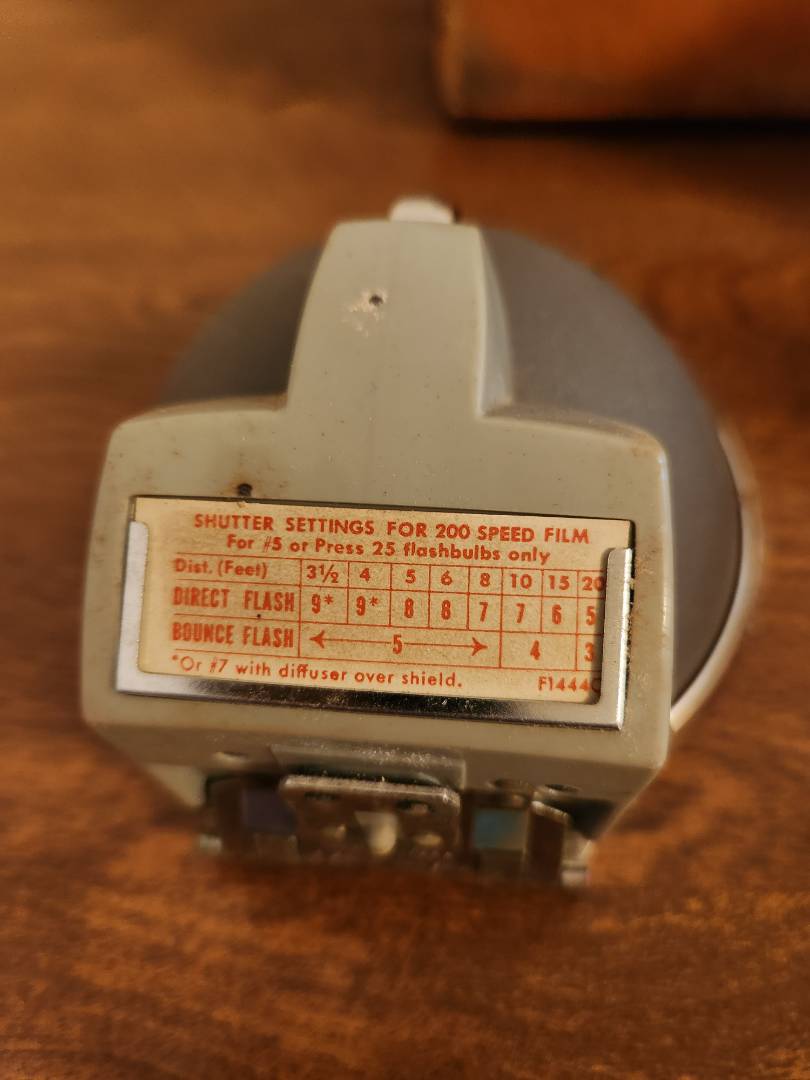 SHUTTER SETTINGS FOR 200 SPEED FILM
For #5 or Press 25 flashbulbs only
Dist. (Feet) 3½ 4 5 6 8 10 15 20
DIRECT FLASH 9* 9* 8 8 7 7 6 5
BOUNCE FLASH 5 4 3
*Or #7 with diffuser over shield. F1444C